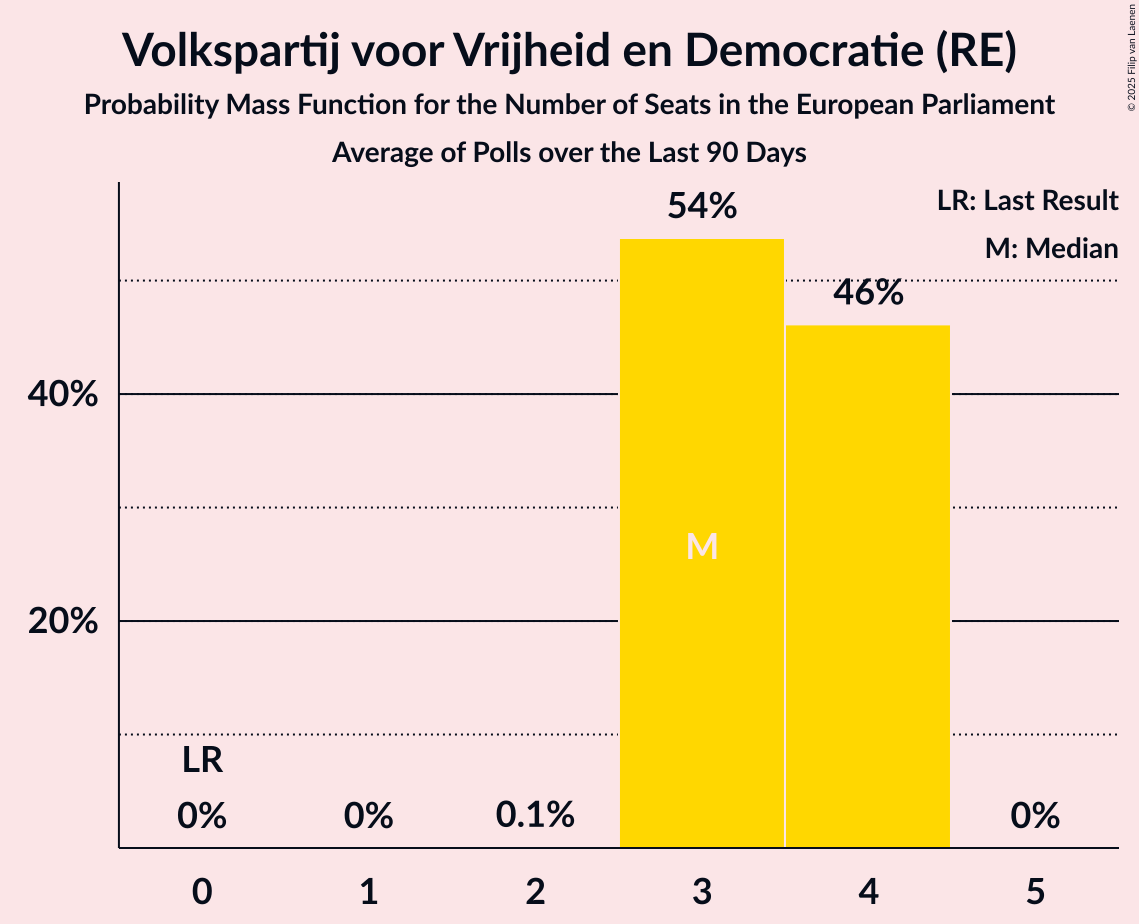 Volkspartij voor Vrijheid en Democratie (RE)
Probability Mass Function for the Number of Seats in the European Parliament
Average of Polls over the Last 90 Days
© 2025 Filip van Laenen
LR: Last Result
M: Median
54%
46%
40%
20%
M
LR
0%
0%
0.1%
0%
0
1
2
3
4
5